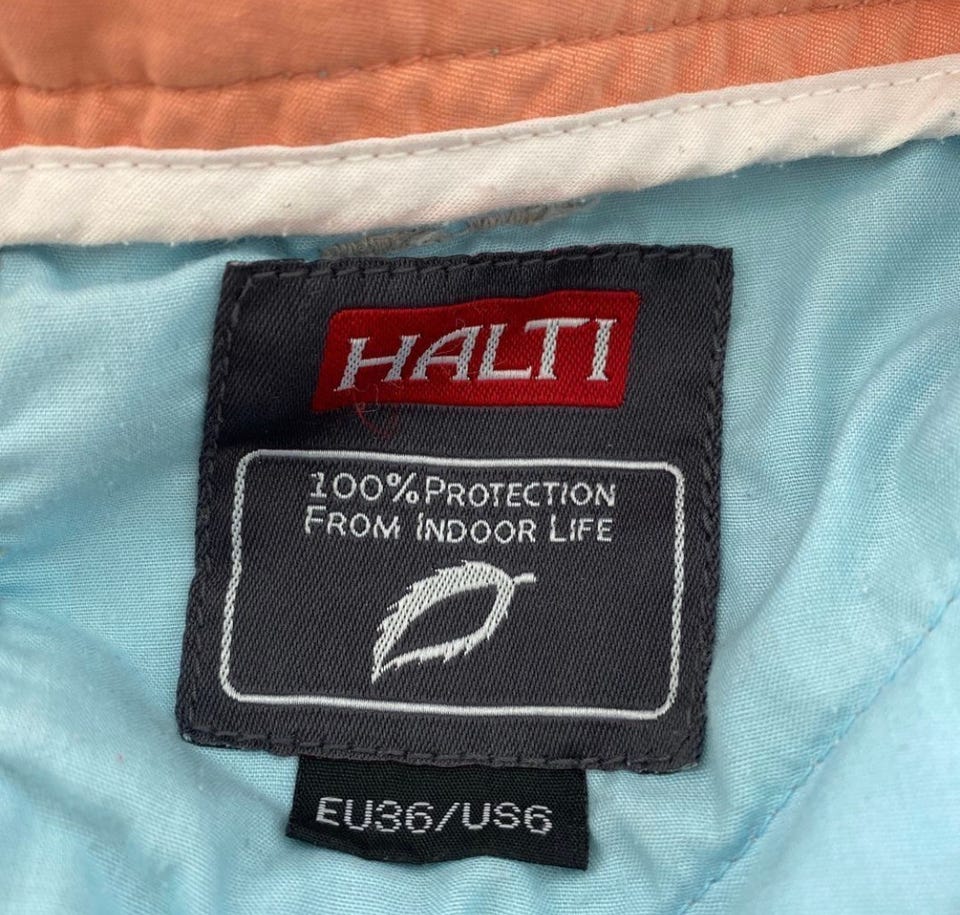 HALTI
100% PROTECTION
FROM INDOOR LIFE
EU36/US6